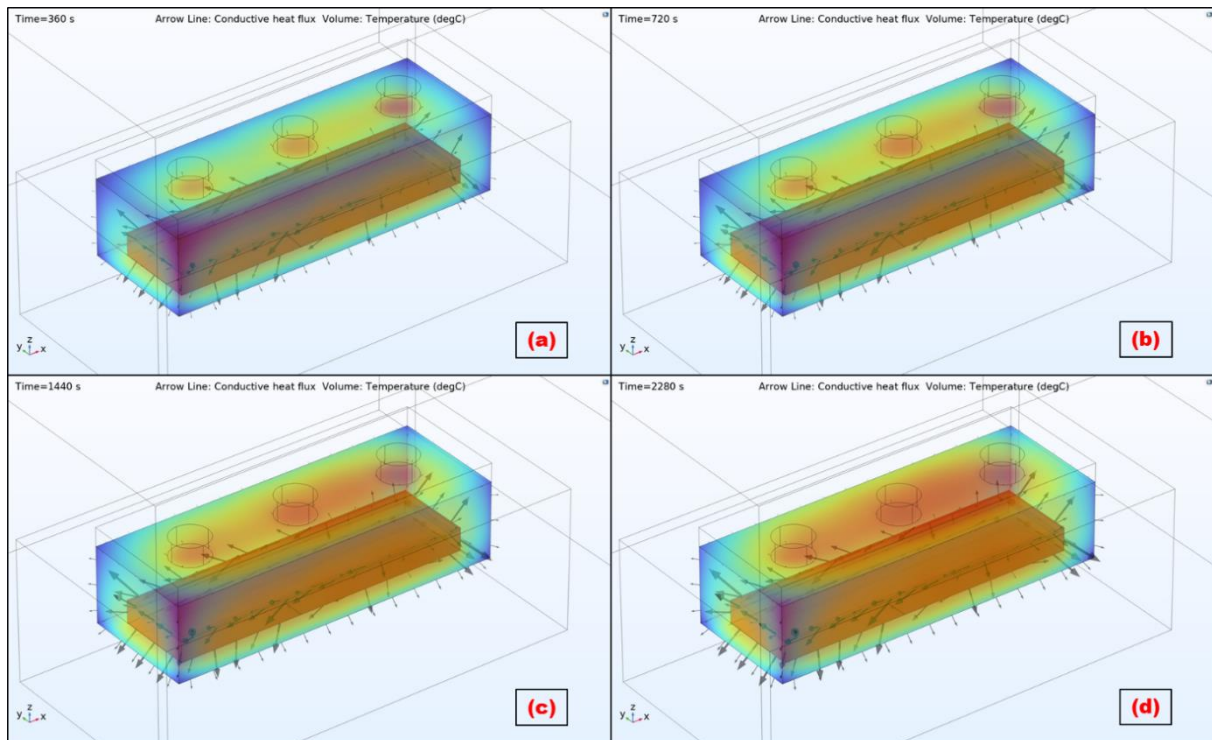 Time=360 s Arrow Line: Conductive heat flux Volume: Temperature (degC)
y z x
(a)
Time=720 s Arrow Line: Conductive heat flux Volume: Temperature (degC)
y z x
(b)
Time=1440 s Arrow Line: Conductive heat flux Volume: Temperature (degC)
y z x
(c)
Time=2280 s Arrow Line: Conductive heat flux Volume: Temperature (degC)
y z x
(d)